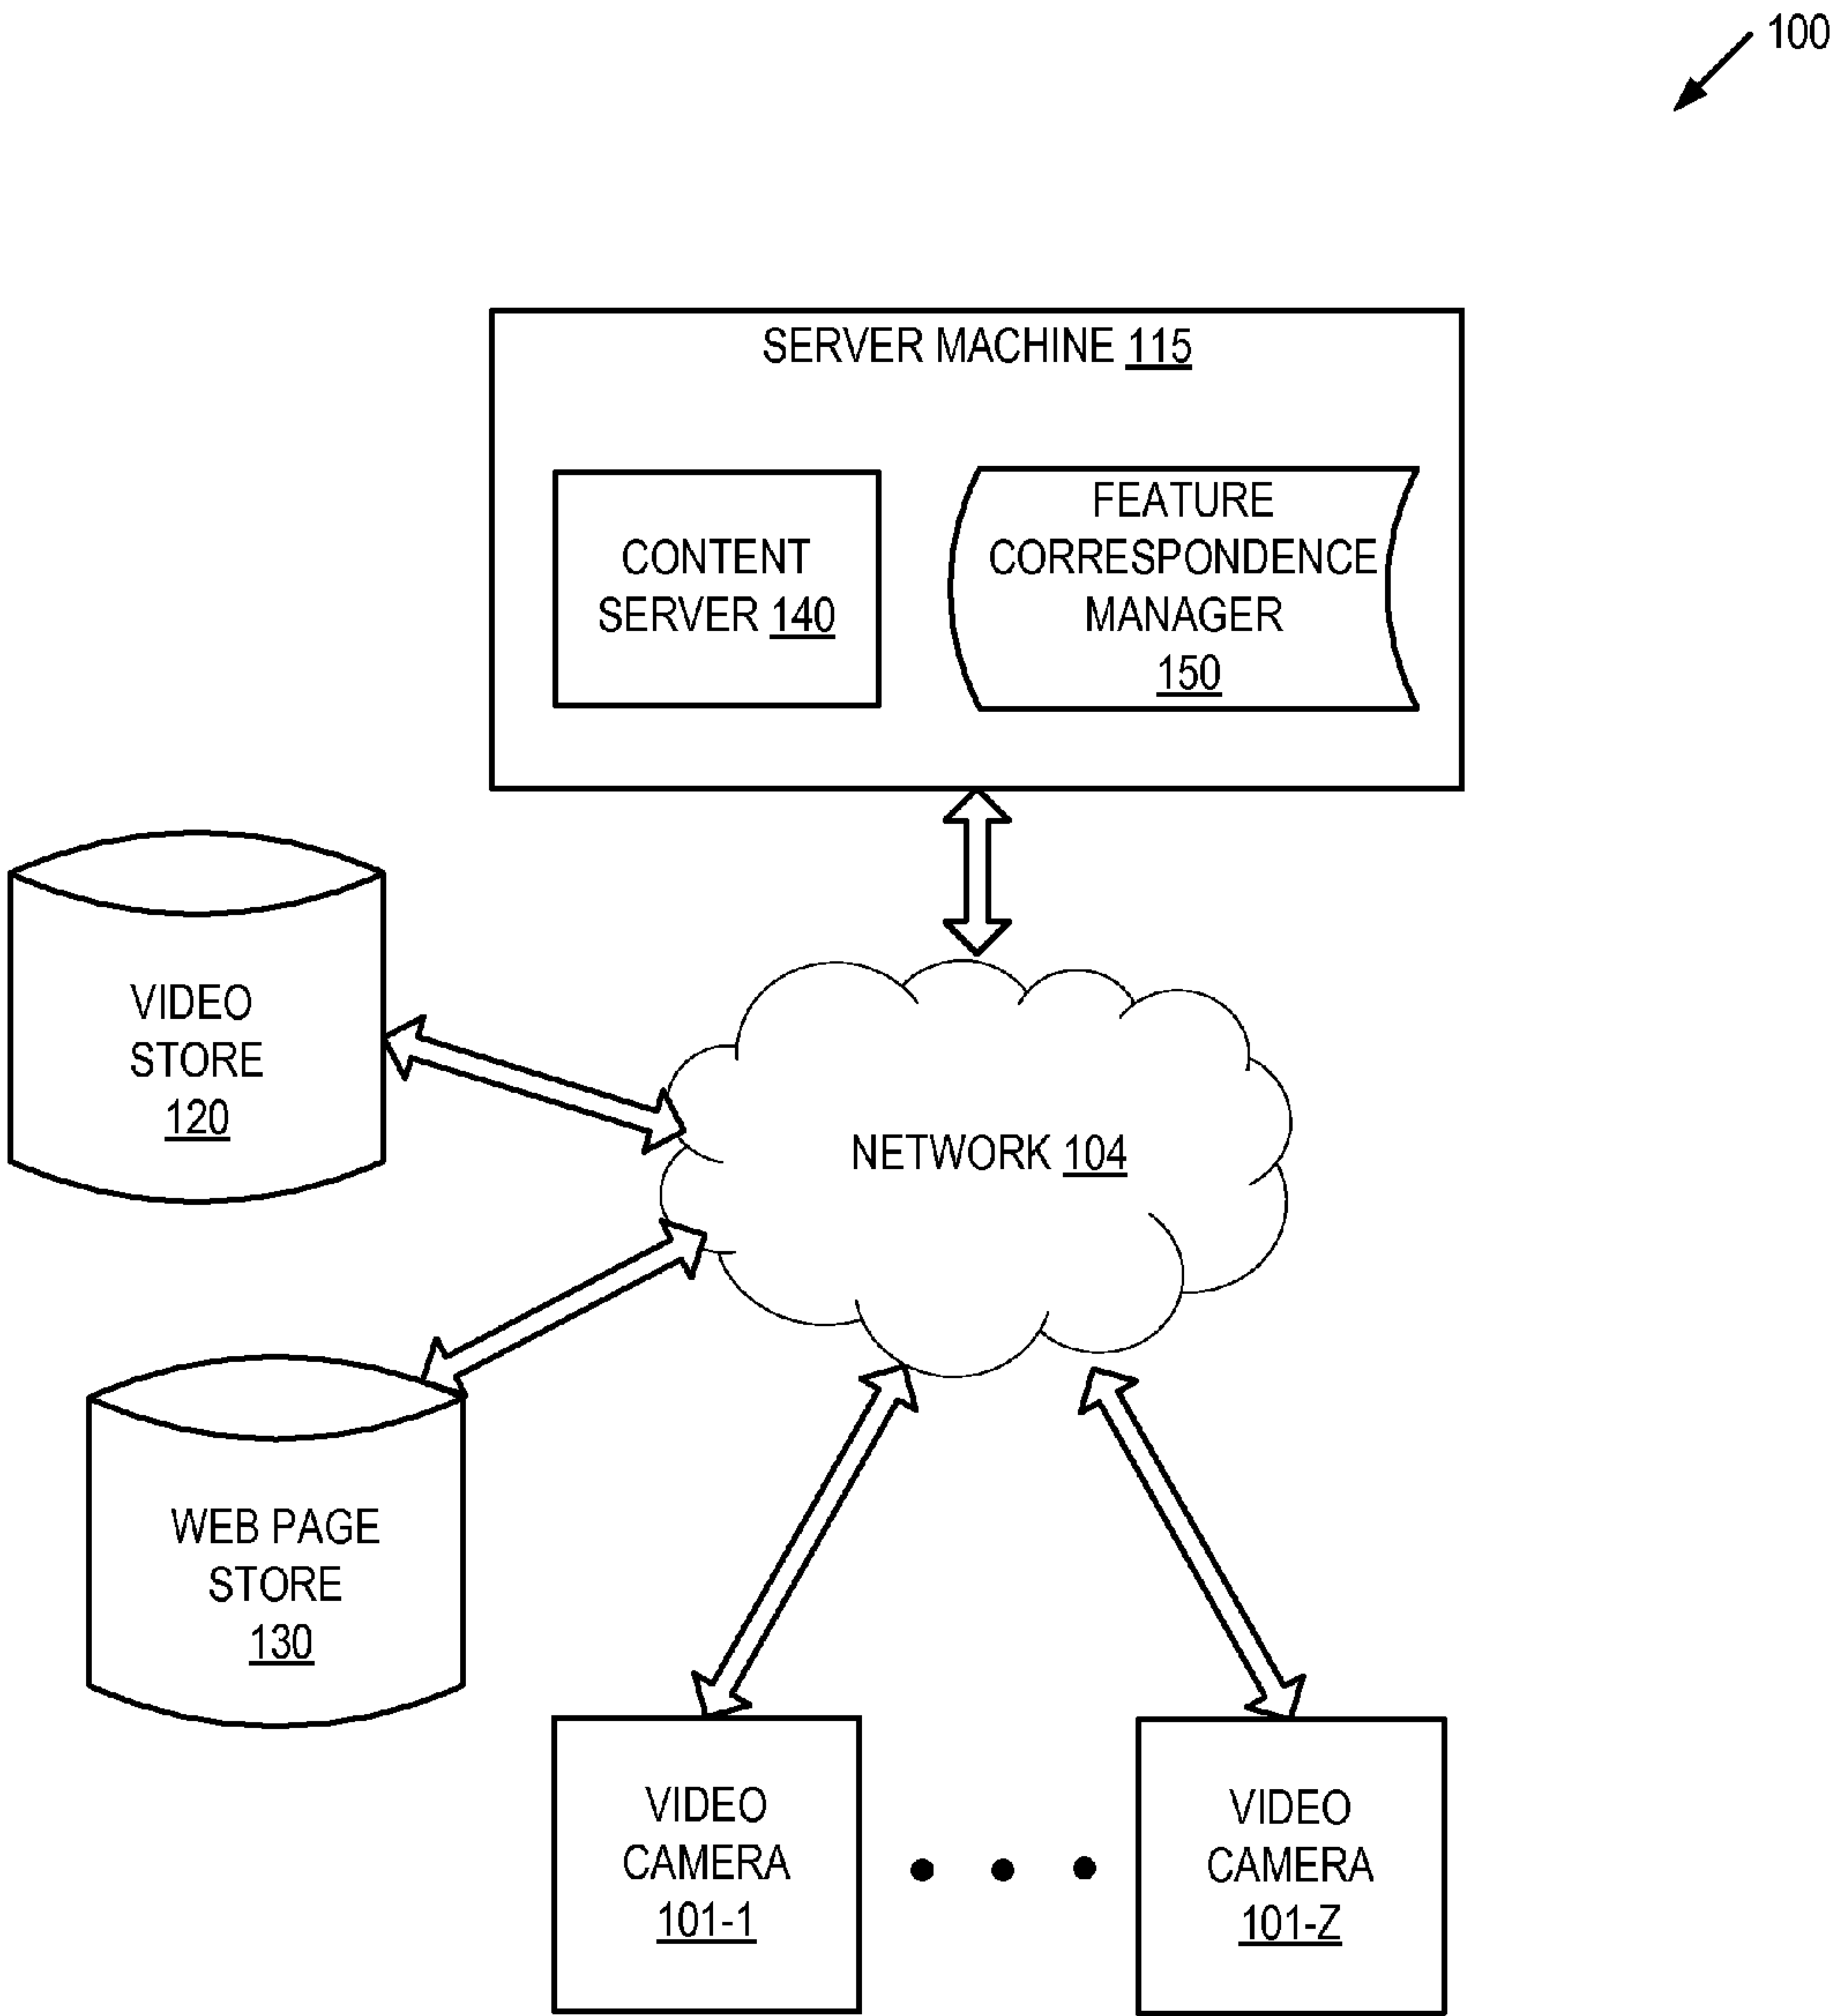 100
SERVER MACHINE 115
CONTENT
SERVER 140
FEATURE
CORRESPONDENCE
MANAGER
150
VIDEO
STORE
120
NETWORK 104
WEB PAGE
STORE
130
VIDEO
CAMERA
101-1
VIDEO
CAMERA
101-Z